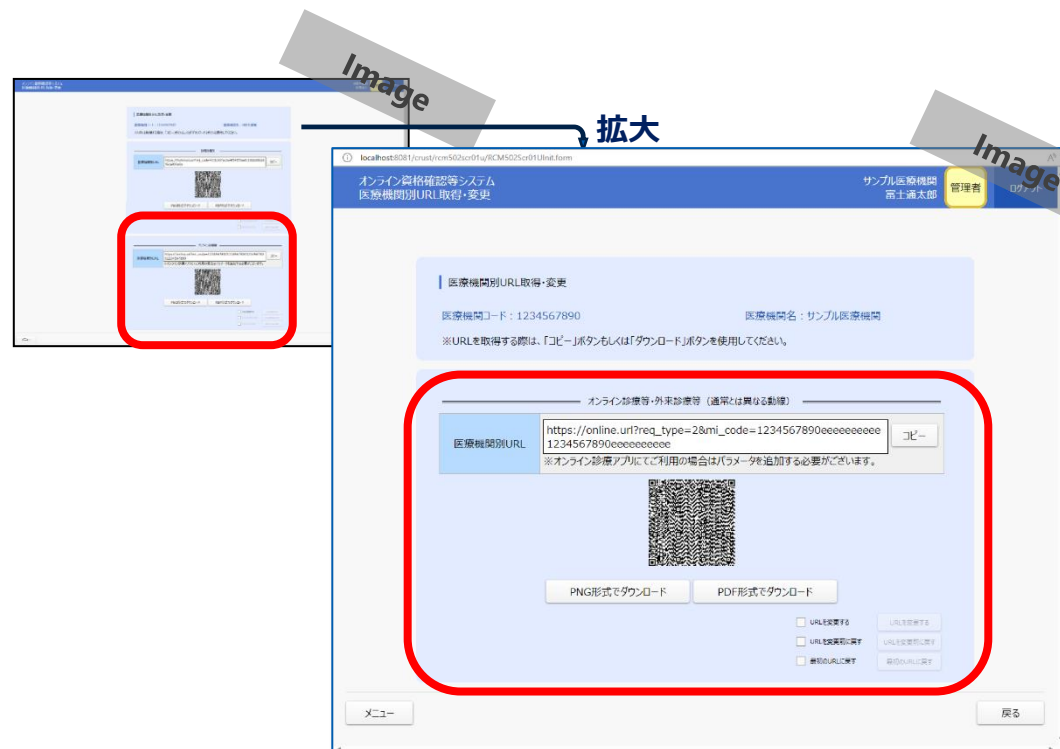 Image
拡大
Image
localhost:8081/crust/rcm502scr01u/RCM502Scr01UInit.form
オンライン資格確認等システム
医療機関別URL取得・変更
サンプル医療機関
富士通太郎
管理者
ログアウト
医療機関別URL取得・変更
医療機関コード：1234567890
医療機関名：サンプル医療機関
※URLを取得する際は、「コピー」ボタンもしくは「ダウンロード」ボタンを使用してください。
オンライン診療等・外来診療等（通常とは異なる動線）
医療機関別URL
https://online.url?req_type=2&mi_code=1234567890eeeeeeeeee
1234567890eeeeeeeeee
コピー
※オンライン診療アプリにてご利用の場合はパラメータを追加する必要がございます。
PNG形式でダウンロード
PDF形式でダウンロード
URLを変更する
URLを変更する
URLを変更前に戻す
URLを変更前に戻す
最初のURLに戻す
最初のURLに戻す
メニュー
戻る